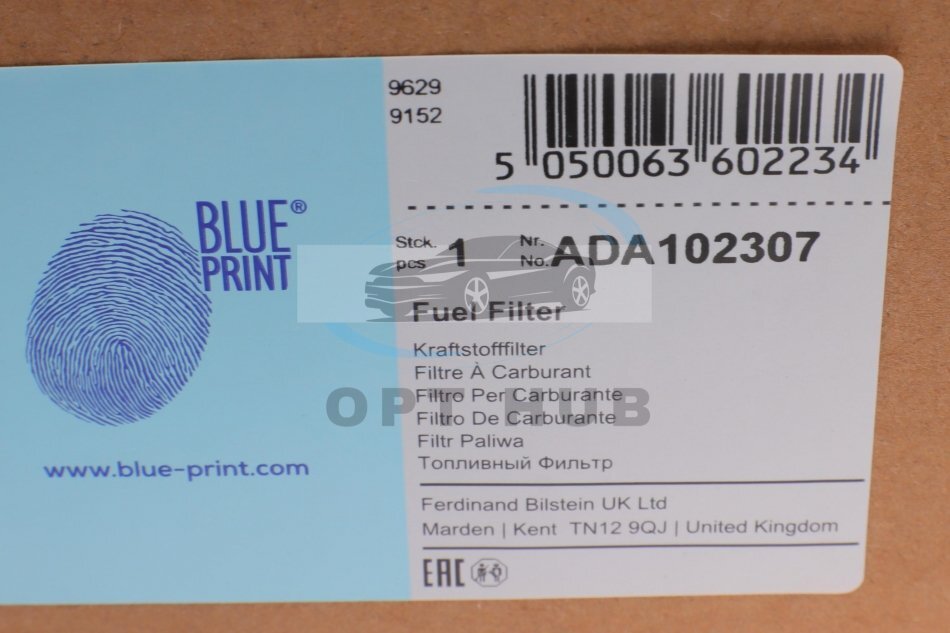 9629
9152
5 050063 602234
BLUE®
PRINT
Stck. 1 Nr.
pcs No. ADA102307
Fuel Filter
Kraftstofffilter
Filtre À Carburant
Filtro Per Carburante
OPT HUB
Filtro De Carburante
Filtr Paliwa
Топливный Фильтр
www.blue-print.com
Ferdinand Bilstein UK Ltd
Marden | Kent TN12 9QJ | United Kingdom
EAC